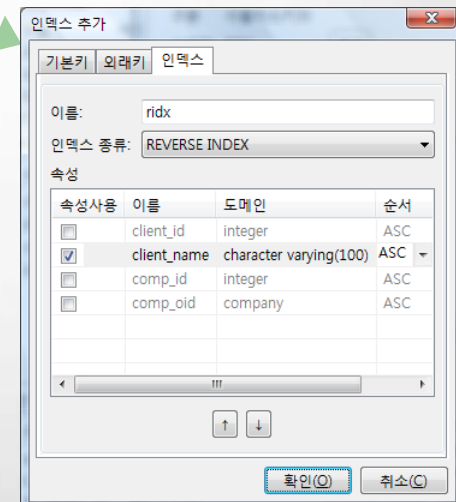 인덱스 추가
기본키 외래키 인덱스
이름: ridx
인덱스 종류: REVERSE INDEX
속성
속성사용 이름 도메인 순서
client_id integer ASC
client_name character varying(100) ASC
comp_id integer ASC
comp_oid company ASC
확인(O) 취소(C)